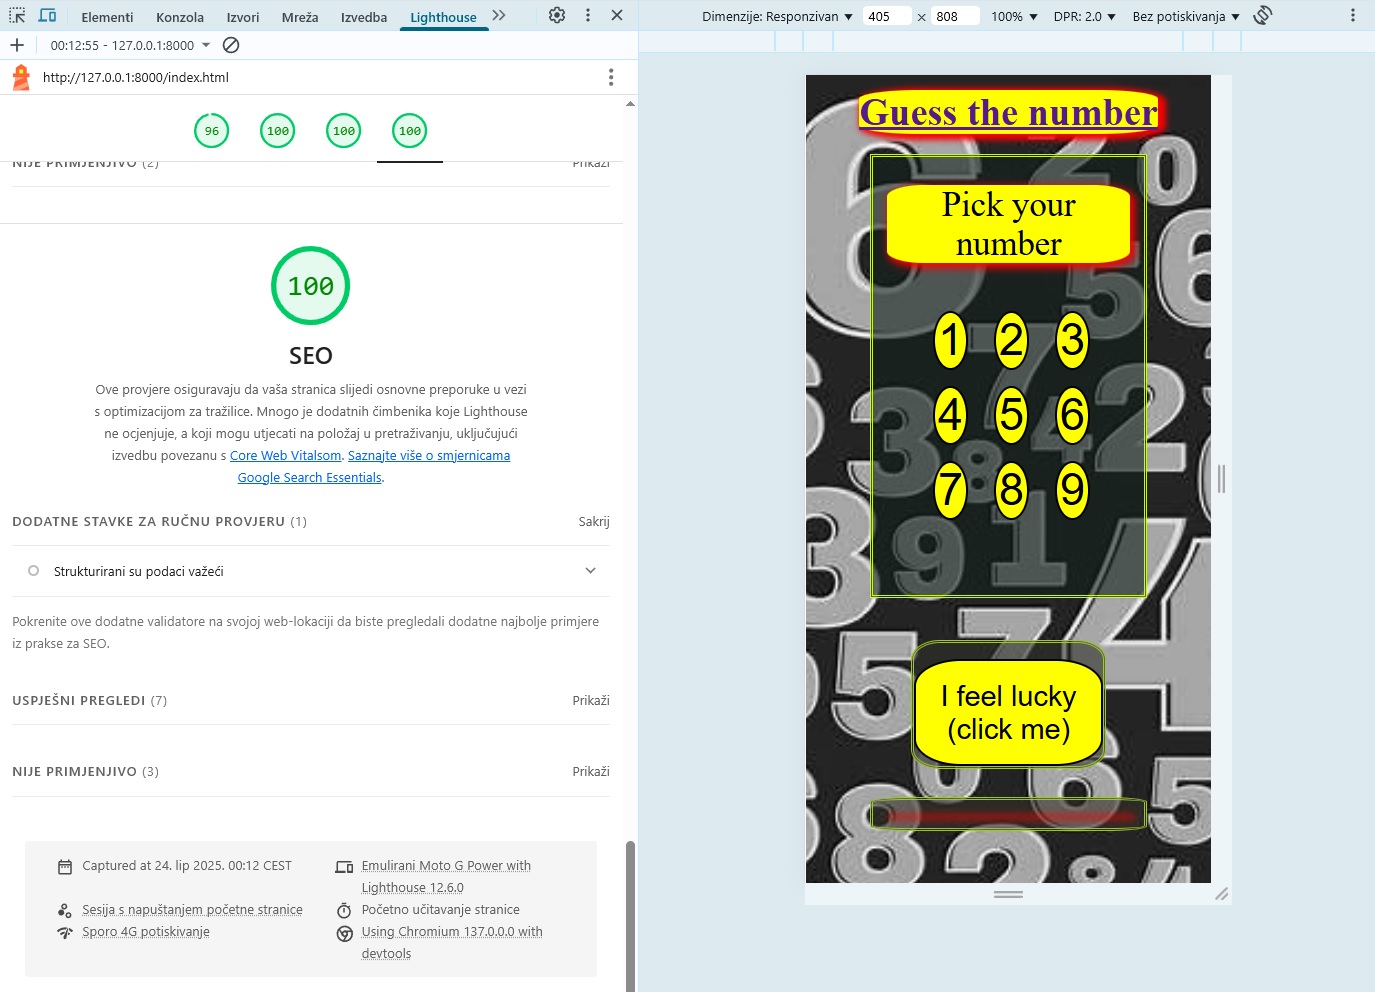 Elementi Konzola Izvori Mreža Izvedba Lighthouse
00:12:55 - 127.0.0.1:8000
http://127.0.0.1:8000/index.html
96 100 100 100
NIJE PRIMJENJIVO (2) Prikaži
100
SEO
Ove provjere osiguravaju da vaša stranica slijedi osnovne preporuke u vezi
s optimizacijom za tražilice. Mnogo je dodatnih čimbenika koje Lighthouse
ne ocjenjuje, a koji mogu utjecati na položaj u pretraživanju, uključujući
izvedbu povezanu s Core Web Vitalsom. Saznajte više o smjernicama
Google Search Essentials.
DODATNE STAVKE ZA RUČNU PROVJERU (1) Sakrij
Strukturirani su podaci važeći
Pokrenite ove dodatne validatore na svojoj web-lokaciji da biste pregledali dodatne najbolje primjere
iz prakse za SEO.
USPJEŠNI PREGLEDI (7) Prikaži
NIJE PRIMJENJIVO (3) Prikaži
Captured at 24. lip 2025. 00:12 CEST
Emulirani Moto G Power with
Lighthouse 12.6.0
Sesija s napuštanjem početne stranice
Početno učitavanje stranice
Sporo 4G potiskivanje
Using Chromium 137.0.0.0 with
devtools
Dimenzije: Responzivan 405 × 808 100% DPR: 2.0 Bez potiskivanja
Guess the number
Pick your
number
1 2 3
4 5 6
7 8 9
I feel lucky
(click me)